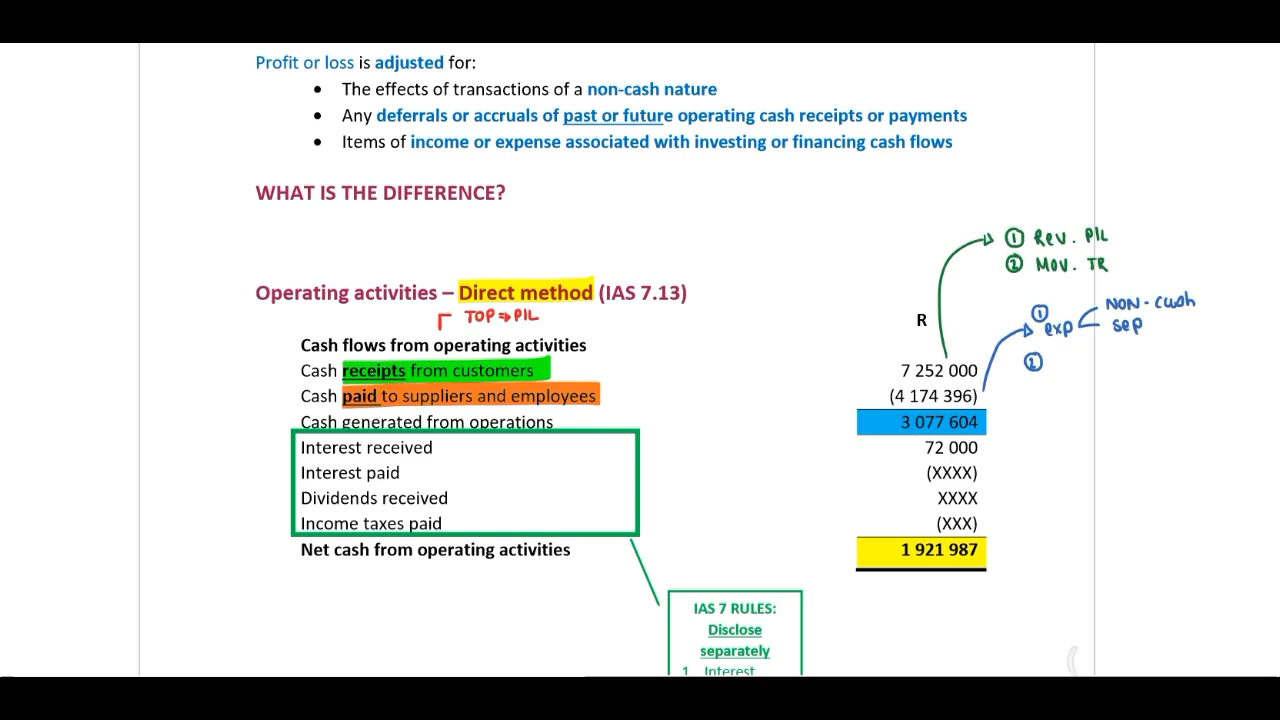 Profit or loss is adjusted for:
• The effects of transactions of a non-cash nature
• Any deferrals or accruals of past or future operating cash receipts or payments
• Items of income or expense associated with investing or financing cash flows
WHAT IS THE DIFFERENCE?
① Rev. P/L
② Mov. TR
Operating activities – Direct method (IAS 7.13)
TOP ⇒ P/L
R
① exp NON-cash
sep
②
Cash flows from operating activities
Cash receipts from customers 7 252 000
Cash paid to suppliers and employees (4 174 396)
Cash generated from operations 3 077 604
Interest received 72 000
Interest paid (XXXX)
Dividends received XXXX
Income taxes paid (XXX)
Net cash from operating activities 1 921 987
IAS 7 RULES:
Disclose
separately
1. Interest